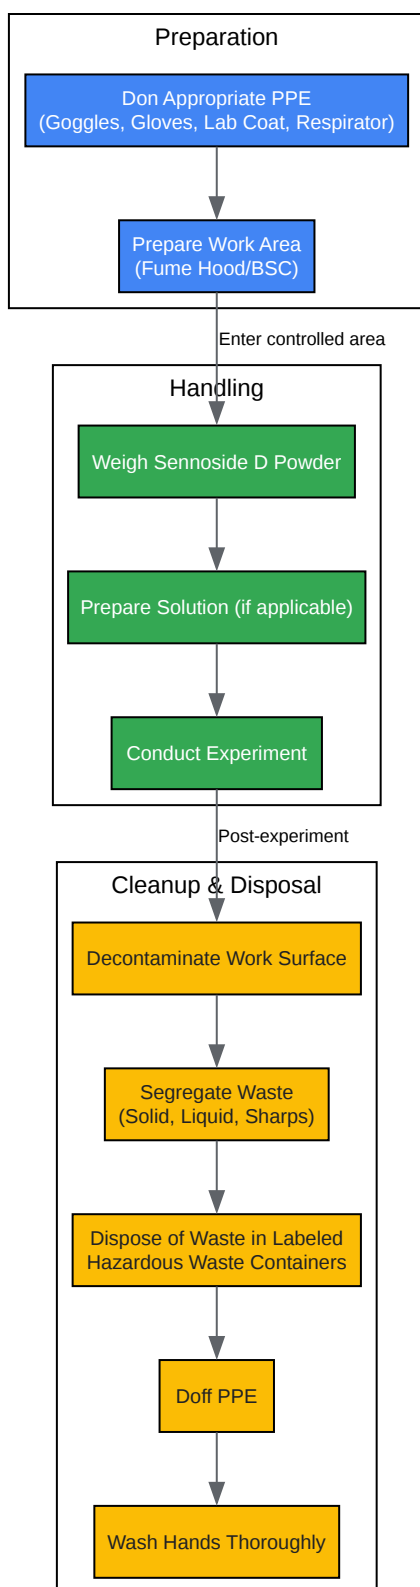 Preparation
Don Appropriate PPE
(Goggles, Gloves, Lab Coat, Respirator)
Prepare Work Area
(Fume Hood/BSC)
Enter controlled area
Handling
Weigh Sennoside D Powder
Prepare Solution (if applicable)
Conduct Experiment
Post-experiment
Cleanup & Disposal
Decontaminate Work Surface
Segregate Waste
(Solid, Liquid, Sharps)
Dispose of Waste in Labeled
Hazardous Waste Containers
Doff PPE
Wash Hands Thoroughly